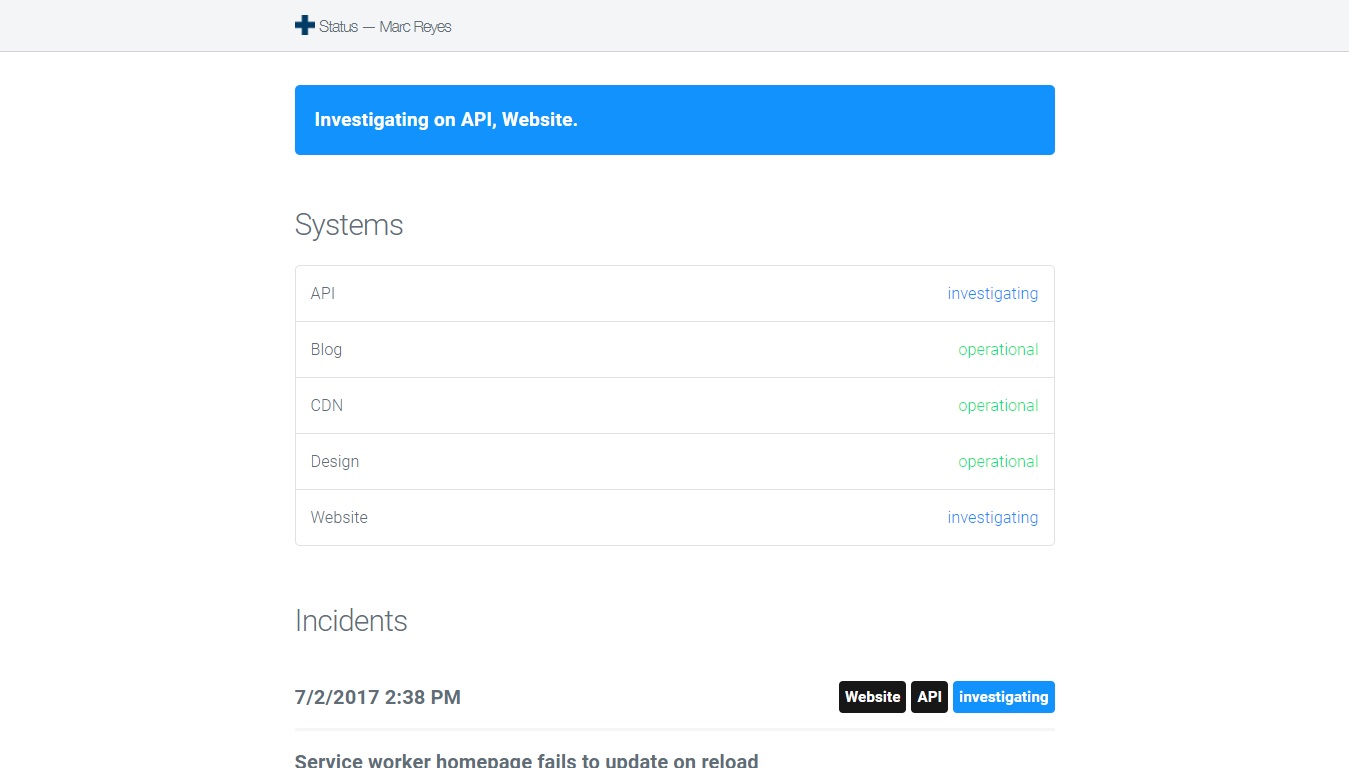 Status — Marc Reyes
Investigating on API, Website.
Systems
API investigating
Blog operational
CDN operational
Design operational
Website investigating
Incidents
7/2/2017 2:38 PM Website API investigating
Service worker homepage fails to update on reload